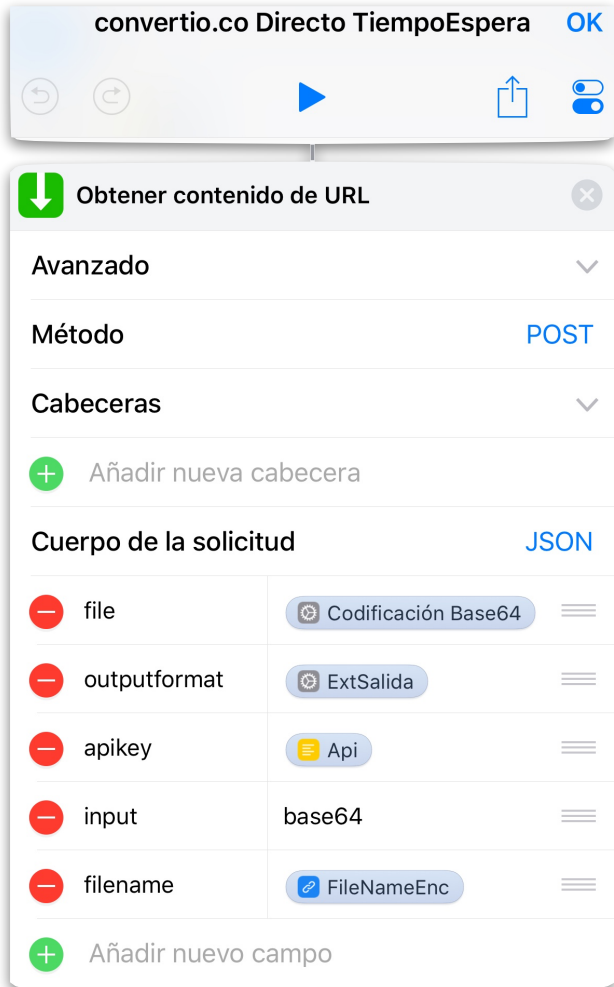 convertio.co Directo TiempoEspera OK
Obtener contenido de URL
Avanzado
Método POST
Cabeceras
Añadir nueva cabecera
Cuerpo de la solicitud JSON
file Codificación Base64
outputformat ExtSalida
apikey Api
input base64
filename FileNameEnc
Añadir nuevo campo